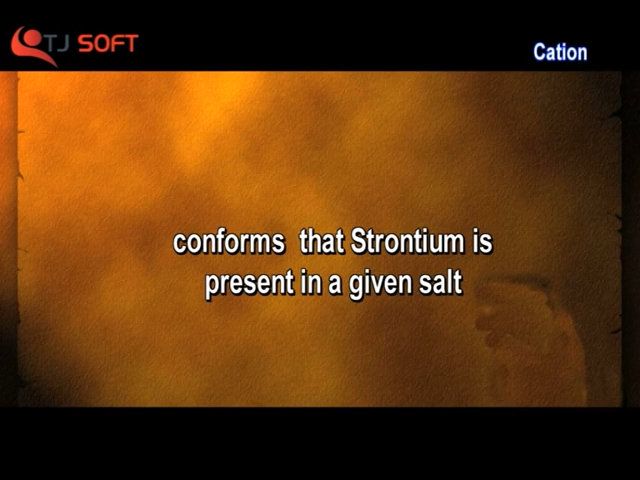 TJ SOFT
Cation
conforms  that Strontium is
present in a given salt